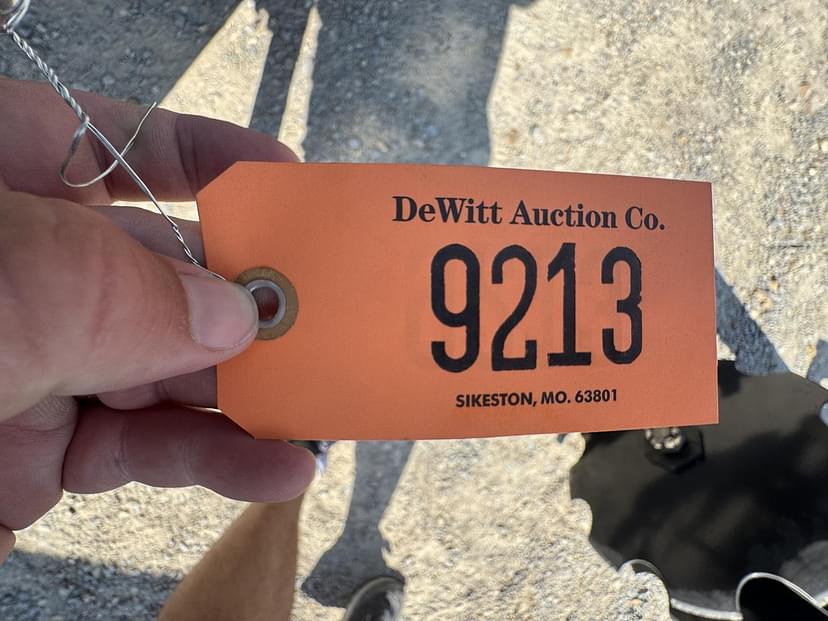 DeWitt Auction Co.
9213
SIKESTON, MO. 63801